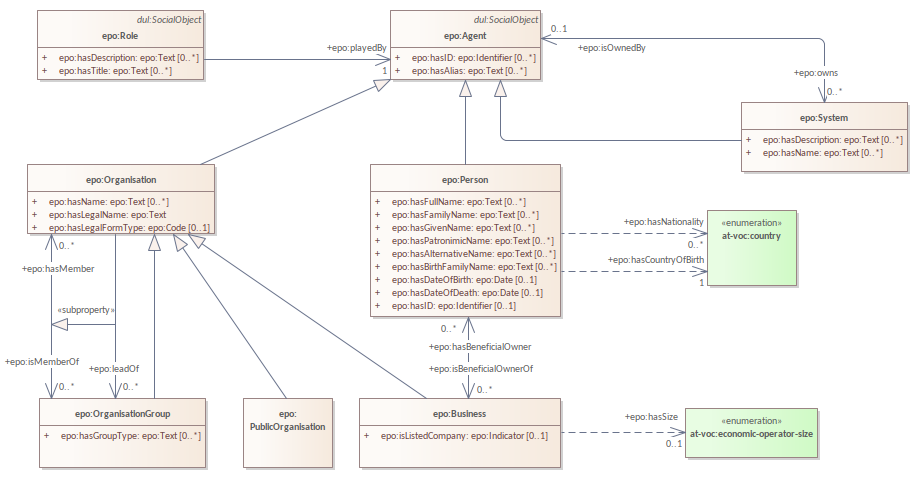 dul:SocialObject
epo:Role
+ epo:hasDescription: epo:Text [0..*]
+ epo:hasTitle: epo:Text [0..*]
+epo:playedBy
1
dul:SocialObject
epo:Agent
+ epo:hasID: epo:Identifier [0..*]
+ epo:hasAlias: epo:Text [0..*]
0..1
+epo:isOwnedBy
+epo:owns
0..*
epo:System
+ epo:hasDescription: epo:Text [0..*]
+ epo:hasName: epo:Text [0..*]
epo:Organisation
+ epo:hasName: epo:Text [0..*]
+ epo:hasLegalName: epo:Text
+ epo:hasLegalFormType: epo:Code [0..1]
epo:Person
+ epo:hasFullName: epo:Text [0..*]
+ epo:hasFamilyName: epo:Text [0..*]
+ epo:hasGivenName: epo:Text [0..*]
+ epo:hasPatronimicName: epo:Text [0..*]
+ epo:hasAlternativeName: epo:Text [0..*]
+ epo:hasBirthFamilyName: epo:Text [0..*]
+ epo:hasDateOfBirth: epo:Date [0..1]
+ epo:hasDateOfDeath: epo:Date [0..1]
+ epo:hasID: epo:Identifier [0..1]
+epo:hasNationality
0..*
+epo:hasCountryOfBirth
1
«enumeration»
at-voc:country
0..*
+epo:hasMember
«subproperty»
+epo:isMemberOf
0..*
+epo:leadOf
0..*
0..*
+epo:hasBeneficialOwner
+epo:isBeneficialOwnerOf
0..*
epo:OrganisationGroup
+ epo:hasGroupType: epo:Text [0..*]
epo:
PublicOrganisation
epo:Business
+ epo:isListedCompany: epo:Indicator [0..1]
+epo:hasSize
0..1
«enumeration»
at-voc:economic-operator-size